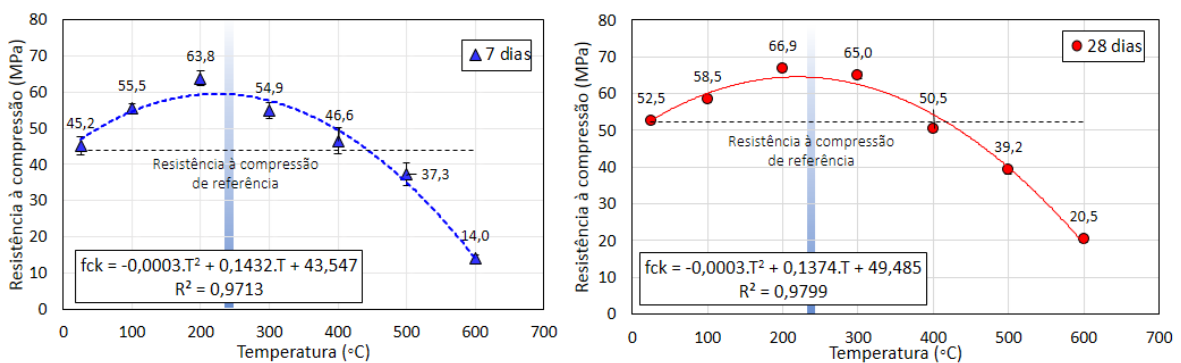 80
70
60
50
40
30
20
10
0
Resistência à compressão (MPa)
7 dias
45,2
55,5
63,8
54,9
46,6
37,3
14,0
Resistência à compressão
de referência
fck = -0,0003.T² + 0,1432.T + 43,547
R² = 0,9713
0 100 200 300 400 500 600 700
Temperatura (◦C)
80
70
60
50
40
30
20
10
0
Resistência à compressão (MPa)
28 dias
52,5
58,5
66,9
65,0
50,5
39,2
20,5
Resistência à compressão
de referência
fck = -0,0003.T² + 0,1374.T + 49,485
R² = 0,9799
0 100 200 300 400 500 600 700
Temperatura (◦C)